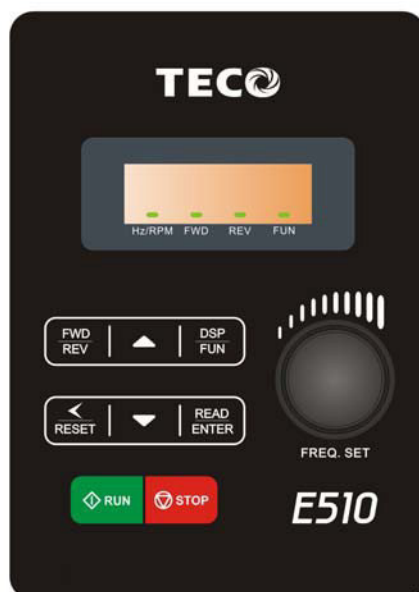 TECO
Hz/RPM FWD REV FUN
FWD
REV
DSP
FUN
RESET
READ
ENTER
FREQ. SET
RUN STOP
E510